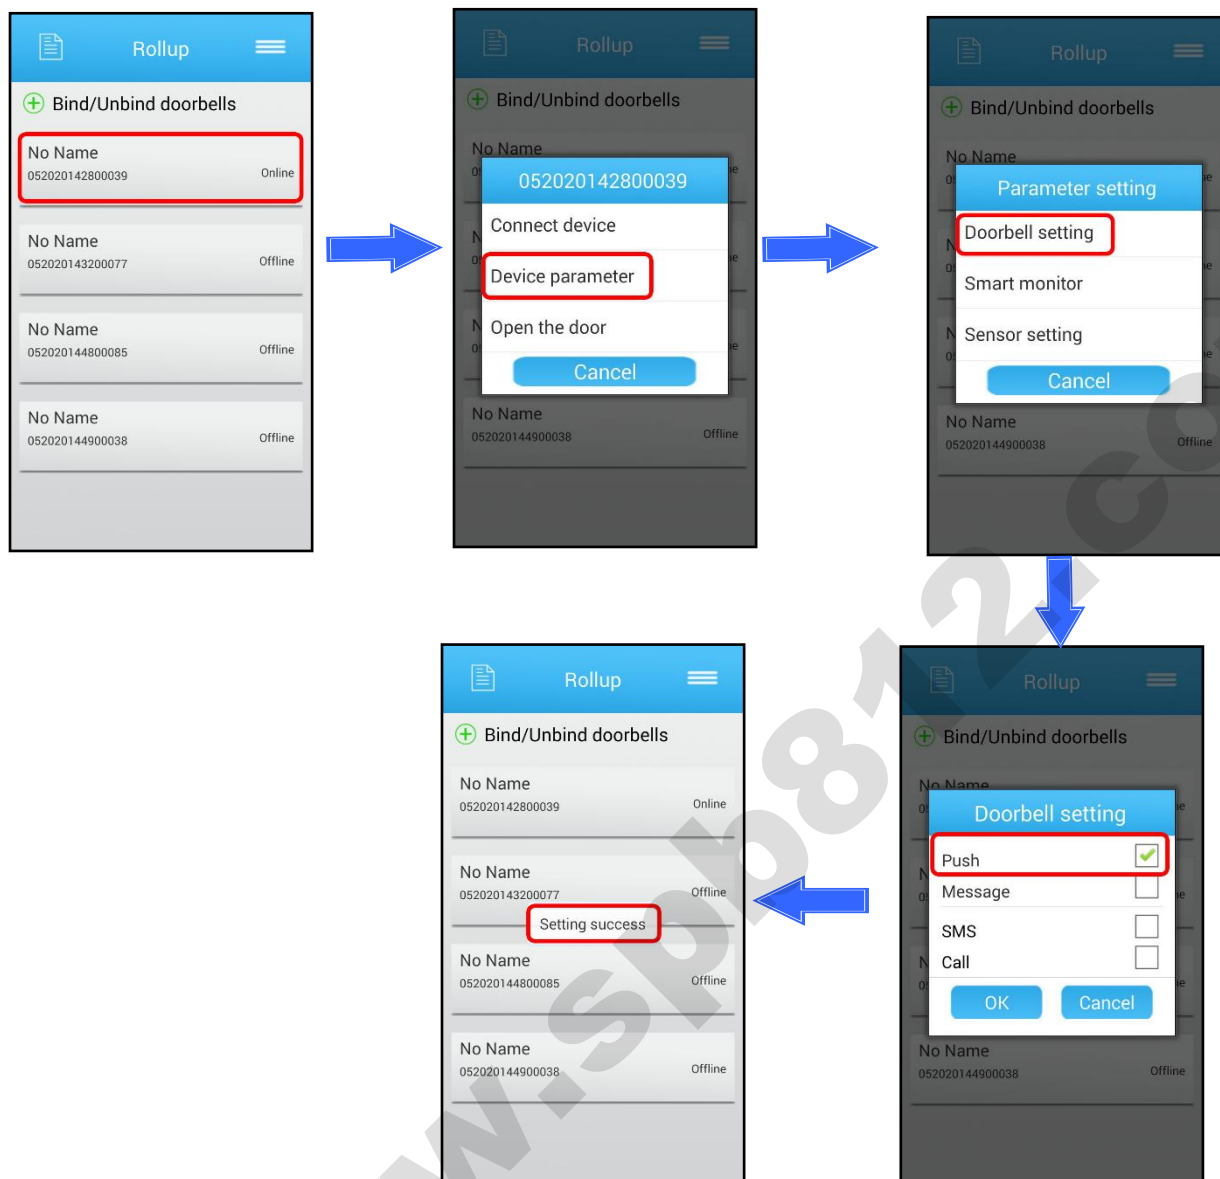 Rollup
Bind/Unbind doorbells
No Name
052020142800039
Online
No Name
052020143200077
Offline
No Name
052020144800085
Offline
No Name
052020144900038
Offline
Rollup
Bind/Unbind doorbells
No Name
052020142800039
Connect device
Device parameter
Open the door
Cancel
No Name
052020144900038
Offline
Rollup
Bind/Unbind doorbells
No Name
Parameter setting
Doorbell setting
Smart monitor
Sensor setting
Cancel
No Name
052020144900038
Offline
Rollup
Bind/Unbind doorbells
No Name
052020142800039
Online
No Name
052020143200077
Offline
Setting success
No Name
052020144800085
Offline
No Name
052020144900038
Offline
Rollup
Bind/Unbind doorbells
No Name
Doorbell setting
Push
Message
SMS
Call
OK
Cancel
No Name
052020144900038
Offline
w.spb812.co